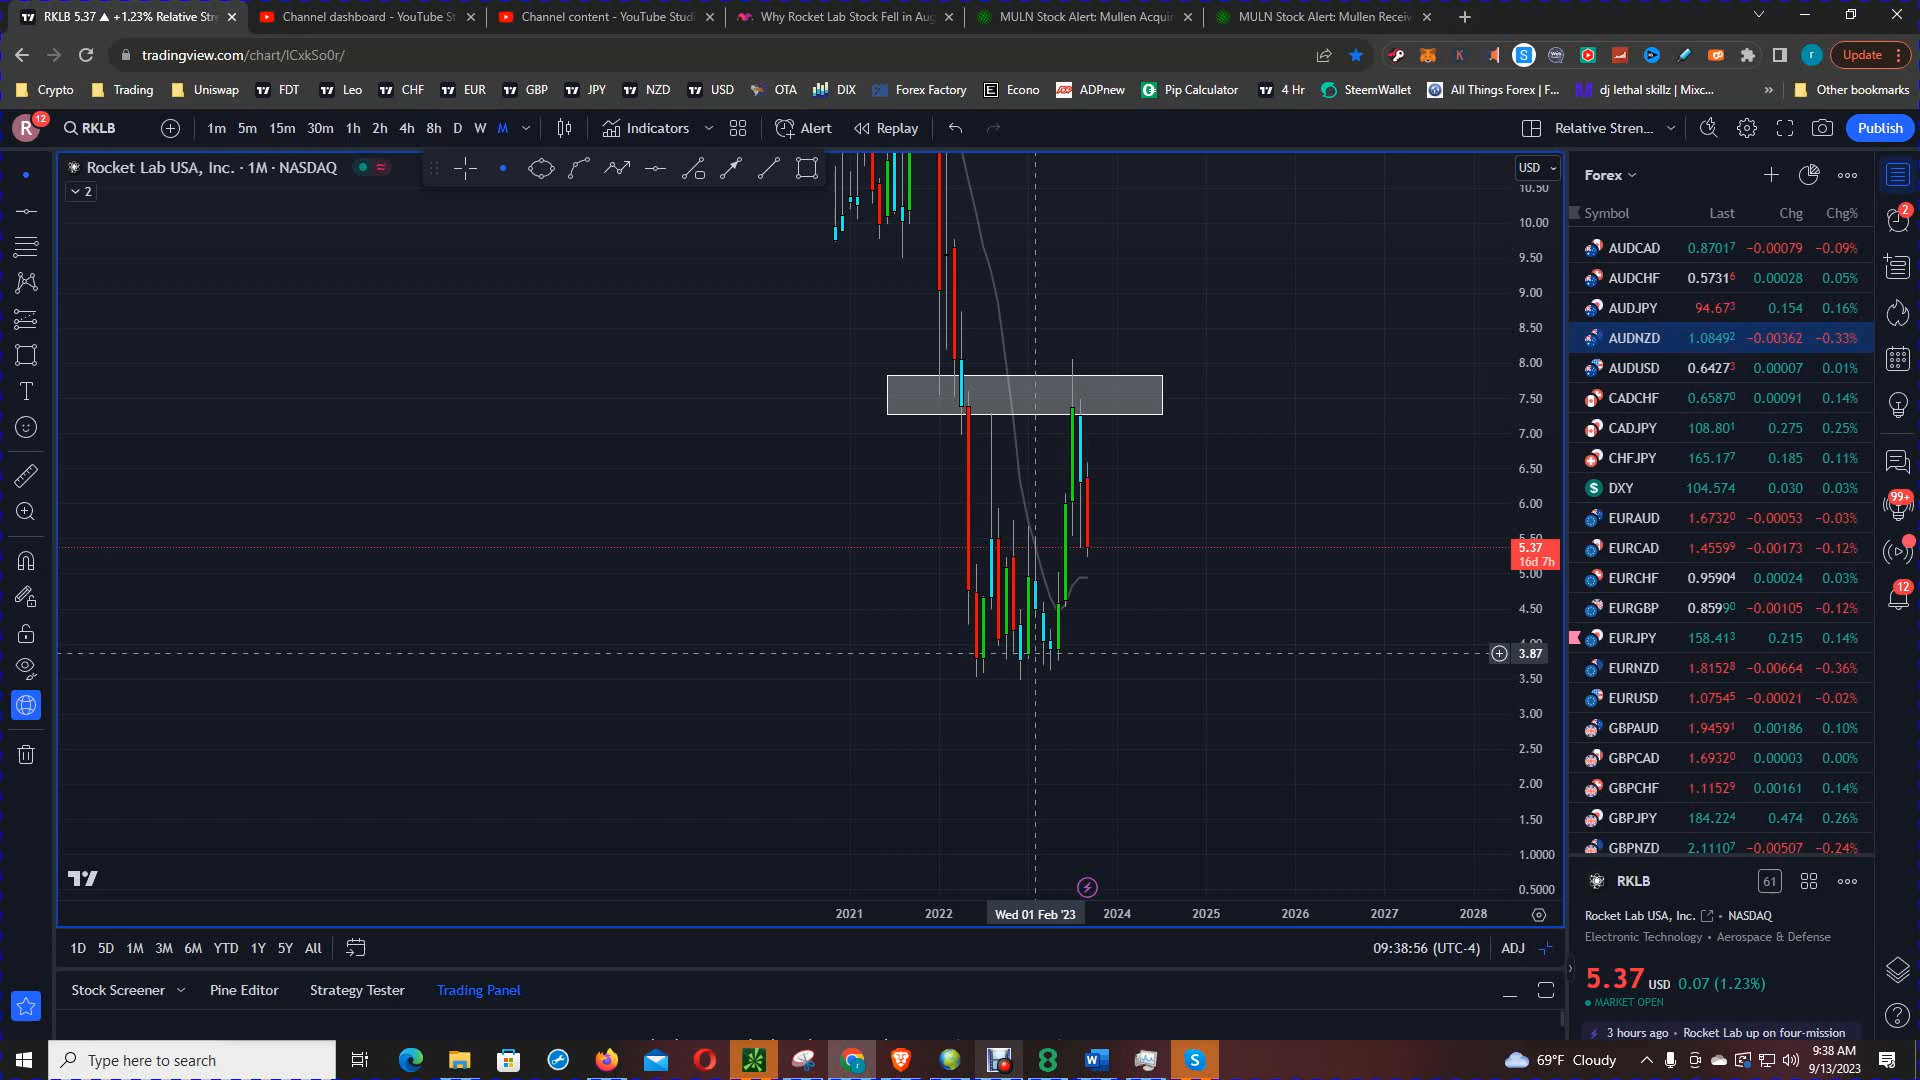 RKLB 5.37 ▲ +1.23% Relative Stre
Channel dashboard - YouTube St
Channel content - YouTube Studi
Why Rocket Lab Stock Fell in Aug
MULN Stock Alert: Mullen Acquir
MULN Stock Alert: Mullen Receiv
tradingview.com/chart/lCxkSo0r/
Update
Crypto Trading Uniswap FDT Leo CHF EUR GBP JPY NZD USD OTA DIX Forex Factory Econo ADPnew Pip Calculator 4 Hr SteemWallet All Things Forex | F... dj lethal skillz | Mixc... » Other bookmarks
R 12 RKLB 1m 5m 15m 30m 1h 2h 4h 8h D W M Indicators Alert Replay Relative Stren... Publish
Rocket Lab USA, Inc. · 1M · NASDAQ
2
USD
10.50
10.00
9.50
9.00
8.50
8.00
7.50
7.00
6.50
6.00
5.50
5.37
16d 7h
5.00
4.50
4.00
3.87
3.50
3.00
2.50
2.00
1.50
1.0000
0.5000
2021 2022 Wed 01 Feb '23 2024 2025 2026 2027 2028
1D 5D 1M 3M 6M YTD 1Y 5Y All
09:38:56 (UTC-4) ADJ
Stock Screener Pine Editor Strategy Tester Trading Panel
Forex
Symbol Last Chg Chg%
AUDCAD 0.87017 −0.00079 −0.09%
AUDCHF 0.57316 0.00028 0.05%
AUDJPY 94.673 0.154 0.16%
AUDNZD 1.08492 −0.00362 −0.33%
AUDUSD 0.64273 0.00007 0.01%
CADCHF 0.65870 0.00091 0.14%
CADJPY 108.801 0.275 0.25%
CHFJPY 165.177 0.185 0.11%
DXY 104.574 0.030 0.03%
EURAUD 1.67320 −0.00053 −0.03%
EURCAD 1.45599 −0.00173 −0.12%
EURCHF 0.95904 0.00024 0.03%
EURGBP 0.85990 −0.00105 −0.12%
EURJPY 158.413 0.215 0.14%
EURNZD 1.81528 −0.00664 −0.36%
EURUSD 1.07545 −0.00021 −0.02%
GBPAUD 1.94591 0.00186 0.10%
GBPCAD 1.69320 0.00003 0.00%
GBPCHF 1.11529 0.00161 0.14%
GBPJPY 184.224 0.474 0.26%
GBPNZD 2.11107 −0.00507 −0.24%
RKLB 61
Rocket Lab USA, Inc. • NASDAQ
Electronic Technology • Aerospace & Defense
5.37 USD 0.07 (1.23%)
MARKET OPEN
3 hours ago • Rocket Lab up on four-mission
2
99+
12
Type here to search
69°F Cloudy
9:38 AM
9/13/2023